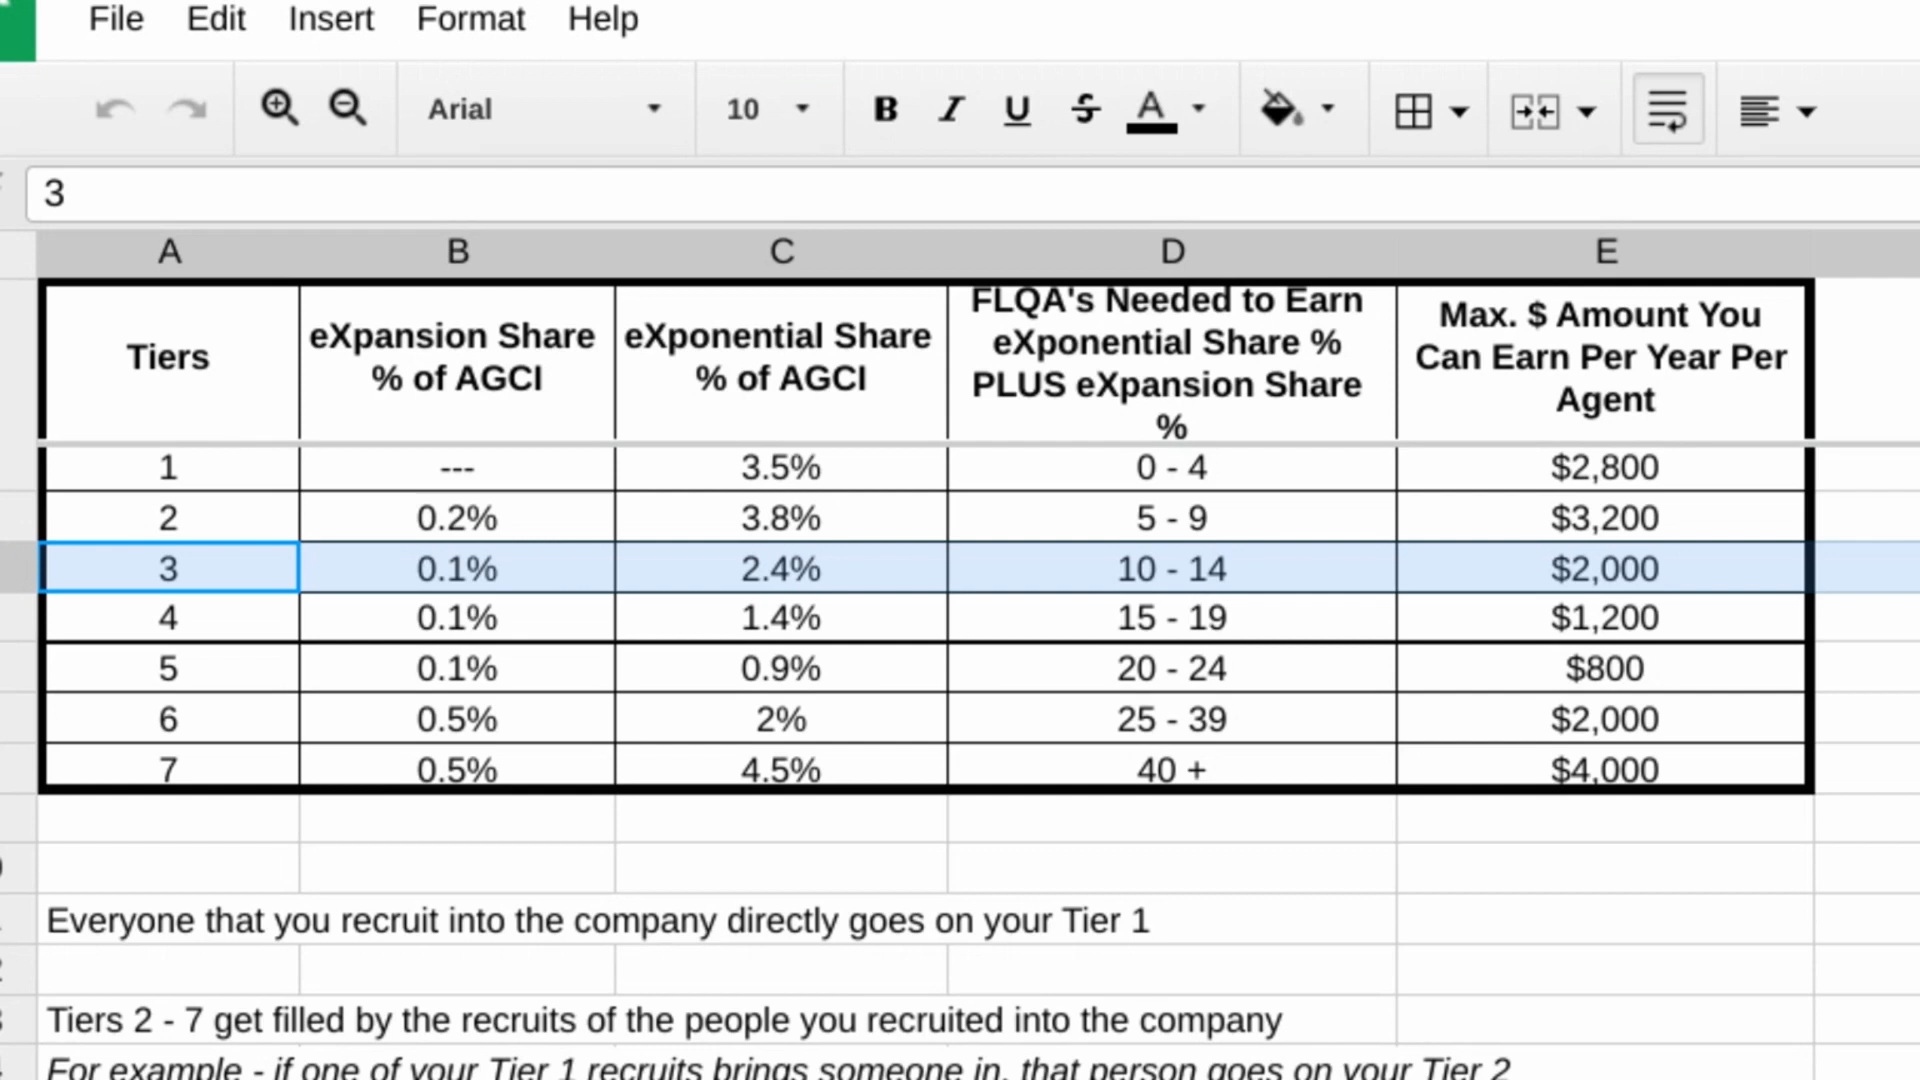 File Edit Insert Format Help
Arial 10 B I U S A
3
A B C D E
Tiers
eXpansion Share
% of AGCI
eXponential Share
% of AGCI
FLQA's Needed to Earn
eXponential Share %
PLUS eXpansion Share
%
Max. $ Amount You
Can Earn Per Year Per
Agent
1 --- 3.5% 0 - 4 $2,800
2 0.2% 3.8% 5 - 9 $3,200
3 0.1% 2.4% 10 - 14 $2,000
4 0.1% 1.4% 15 - 19 $1,200
5 0.1% 0.9% 20 - 24 $800
6 0.5% 2% 25 - 39 $2,000
7 0.5% 4.5% 40 + $4,000
Everyone that you recruit into the company directly goes on your Tier 1
Tiers 2 - 7 get filled by the recruits of the people you recruited into the company
For example - if one of your Tier 1 recruits brings someone in, that person goes on your Tier 2